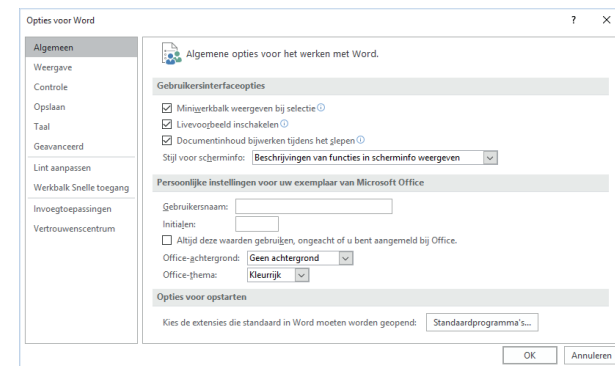 Opties voor Word
? ×
Algemeen
Weergave
Controle
Opslaan
Taal
Geavanceerd
Lint aanpassen
Werkbalk Snelle toegang
Invoegtoepassingen
Vertrouwenscentrum
Algemene opties voor het werken met Word.
Gebruikersinterfaceopties
Miniwerkbalk weergeven bij selectie
Livevoorbeeld inschakelen
Documentinhoud bijwerken tijdens het slepen
Stijl voor scherminfo: Beschrijvingen van functies in scherminfo weergeven
Persoonlijke instellingen voor uw exemplaar van Microsoft Office
Gebruikersnaam:
Initialen:
Altijd deze waarden gebruiken, ongeacht of u bent aangemeld bij Office.
Office-achtergrond: Geen achtergrond
Office-thema: Kleurrijk
Opties voor opstarten
Kies de extensies die standaard in Word moeten worden geopend: Standaardprogramma's...
OK Annuleren